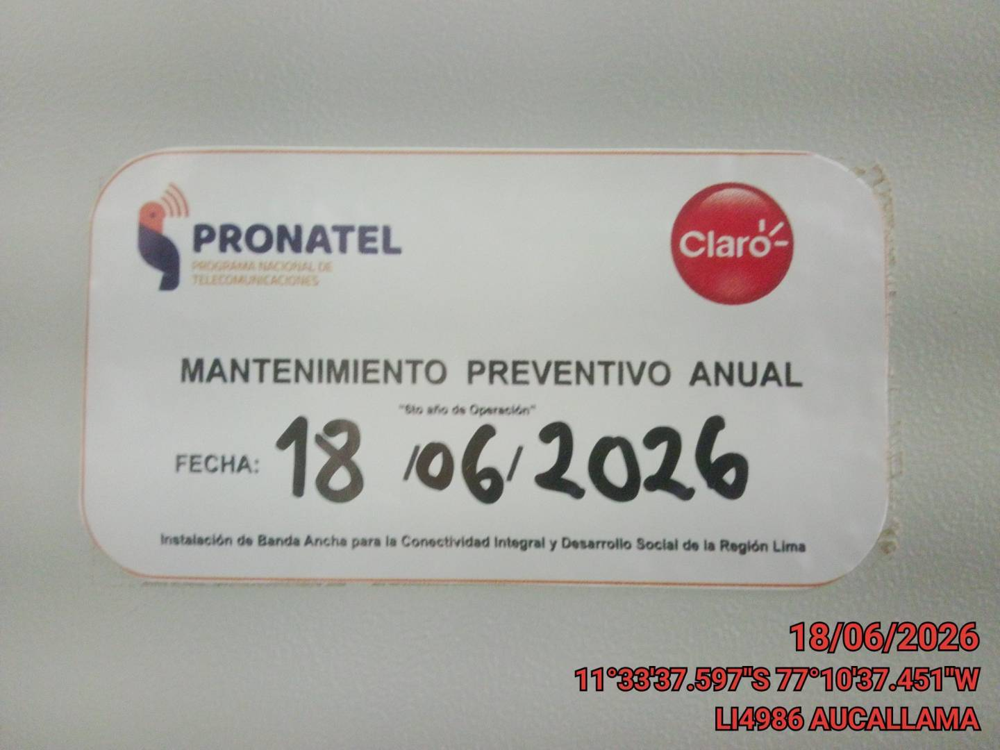 PRONATEL
PROGRAMA NACIONAL DE
TELECOMUNICACIONES
Claro
MANTENIMIENTO PREVENTIVO ANUAL
"6to año de Operación"
FECHA: 18/06/2026
Instalación de Banda Ancha para la Conectividad Integral y Desarrollo Social de la Región Lima
18/06/2026
11°33'37.597"S 77°10'37.451"W
LI4986 AUCALLAMA